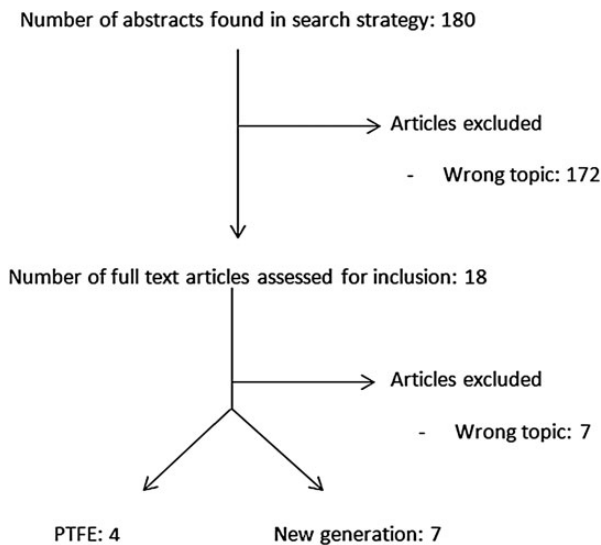 Number of abstracts found in search strategy: 180
Articles excluded
- Wrong topic: 172
Number of full text articles assessed for inclusion: 18
Articles excluded
- Wrong topic: 7
PTFE: 4
New generation: 7